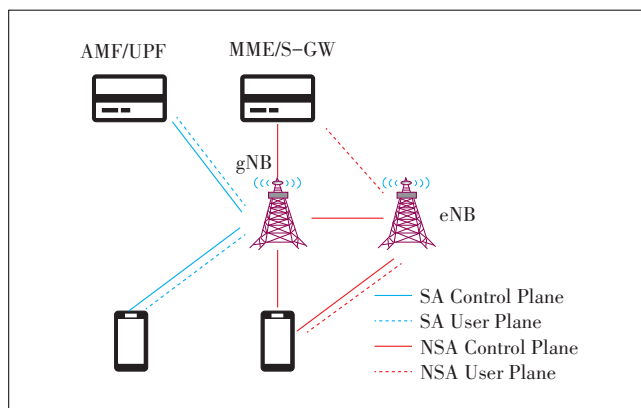 AMF/UPF
MME/S-GW
gNB
eNB
SA Control Plane
SA User Plane
NSA Control Plane
NSA User Plane